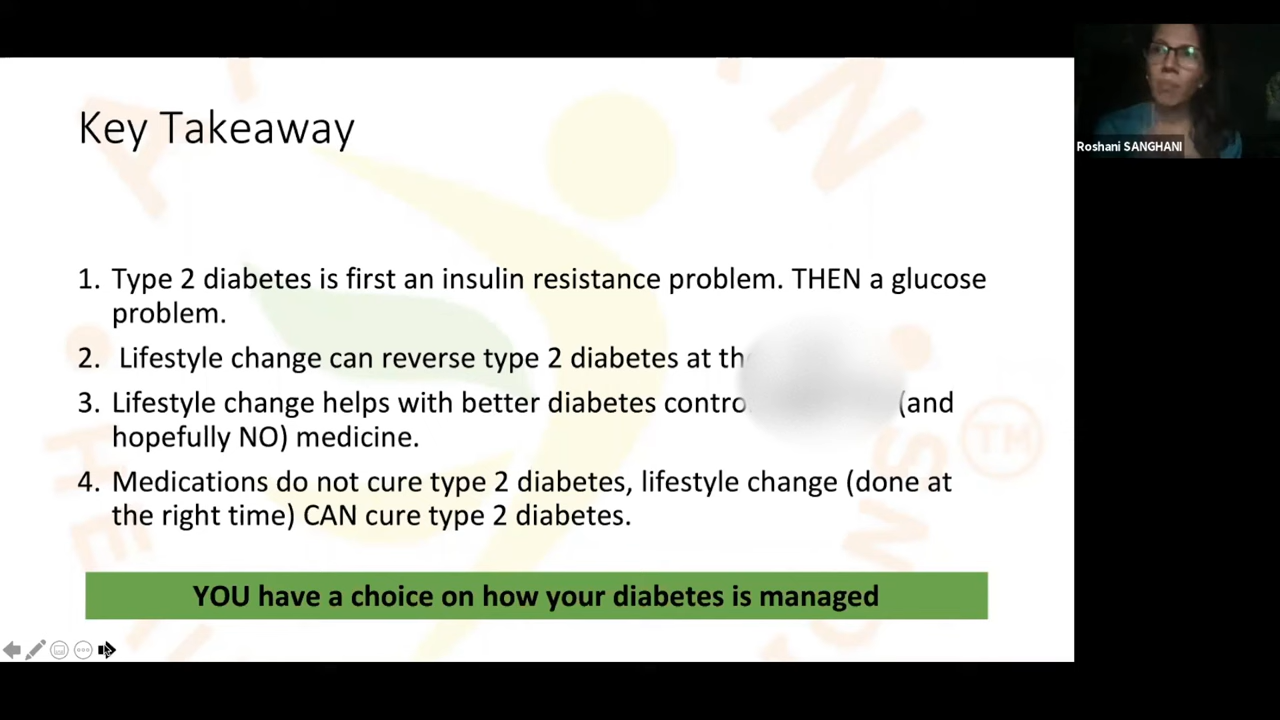 Key Takeaway
Roshani SANGHANI
1. Type 2 diabetes is first an insulin resistance problem. THEN a glucose
problem.
2. Lifestyle change can reverse type 2 diabetes at
3. Lifestyle change helps with better diabetes (and
hopefully NO) medicine.
4. Medications do not cure type 2 diabetes, lifestyle change (done at
the right time) CAN cure type 2 diabetes.
YOU have a choice on how your diabetes is managed
TM